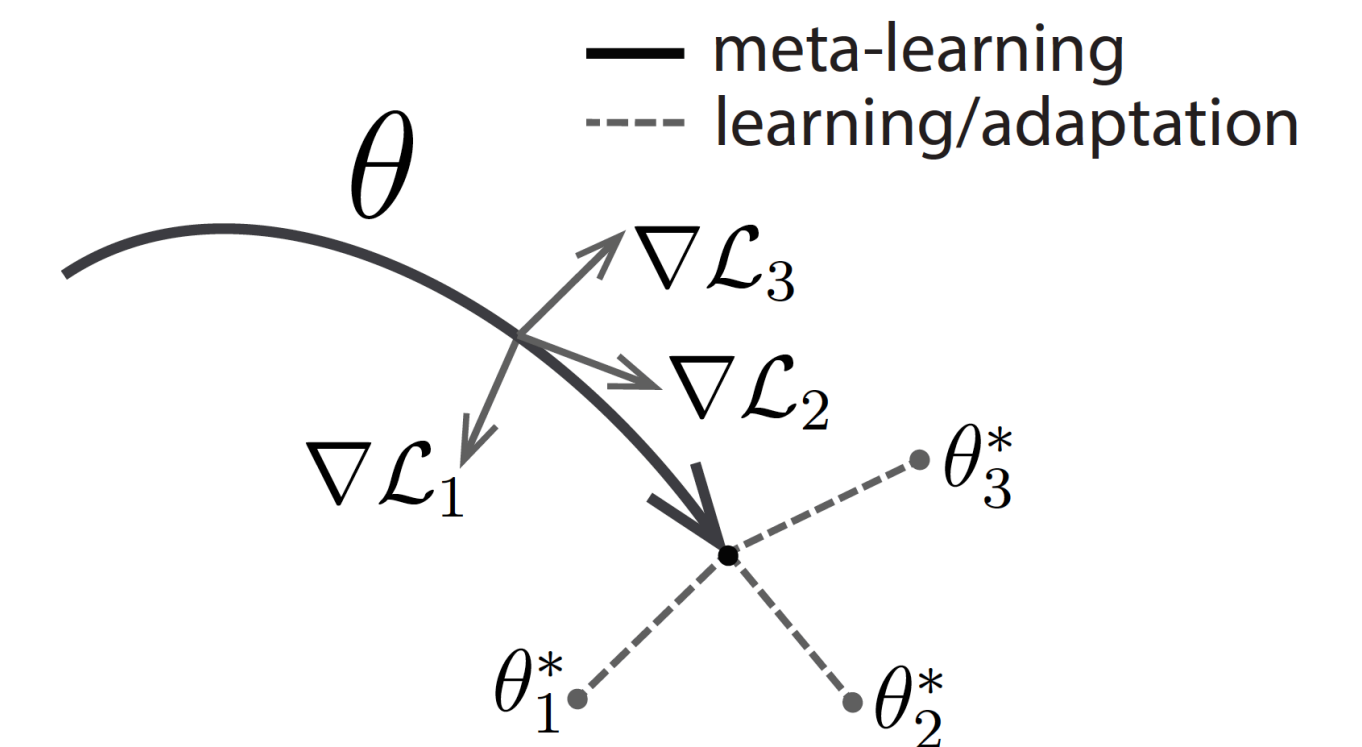 meta-learning
learning/adaptation
θ
∇ℒ₃
∇ℒ₂
∇ℒ₁
θ₃*
θ₁*
θ₂*